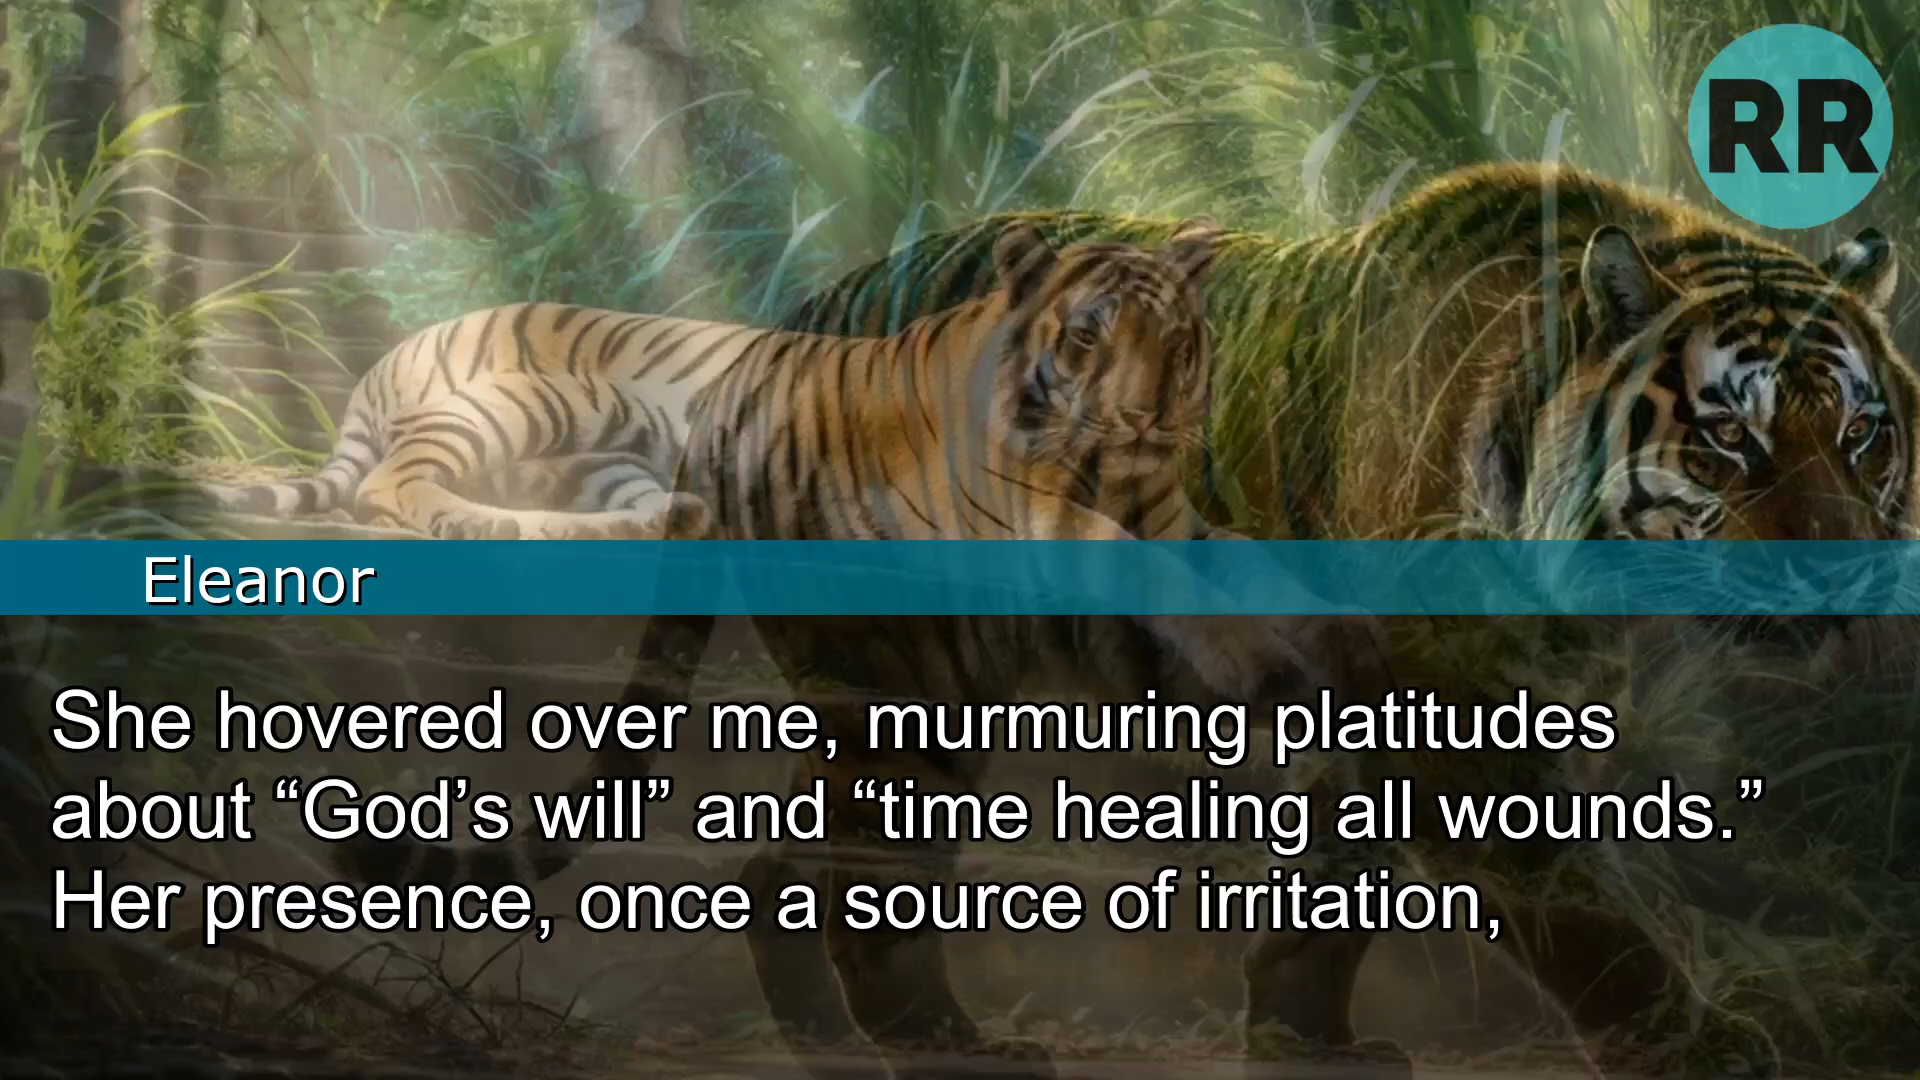 RR
Eleanor
She hovered over me, murmuring platitudes
about “God’s will” and “time healing all wounds.”
Her presence, once a source of irritation,